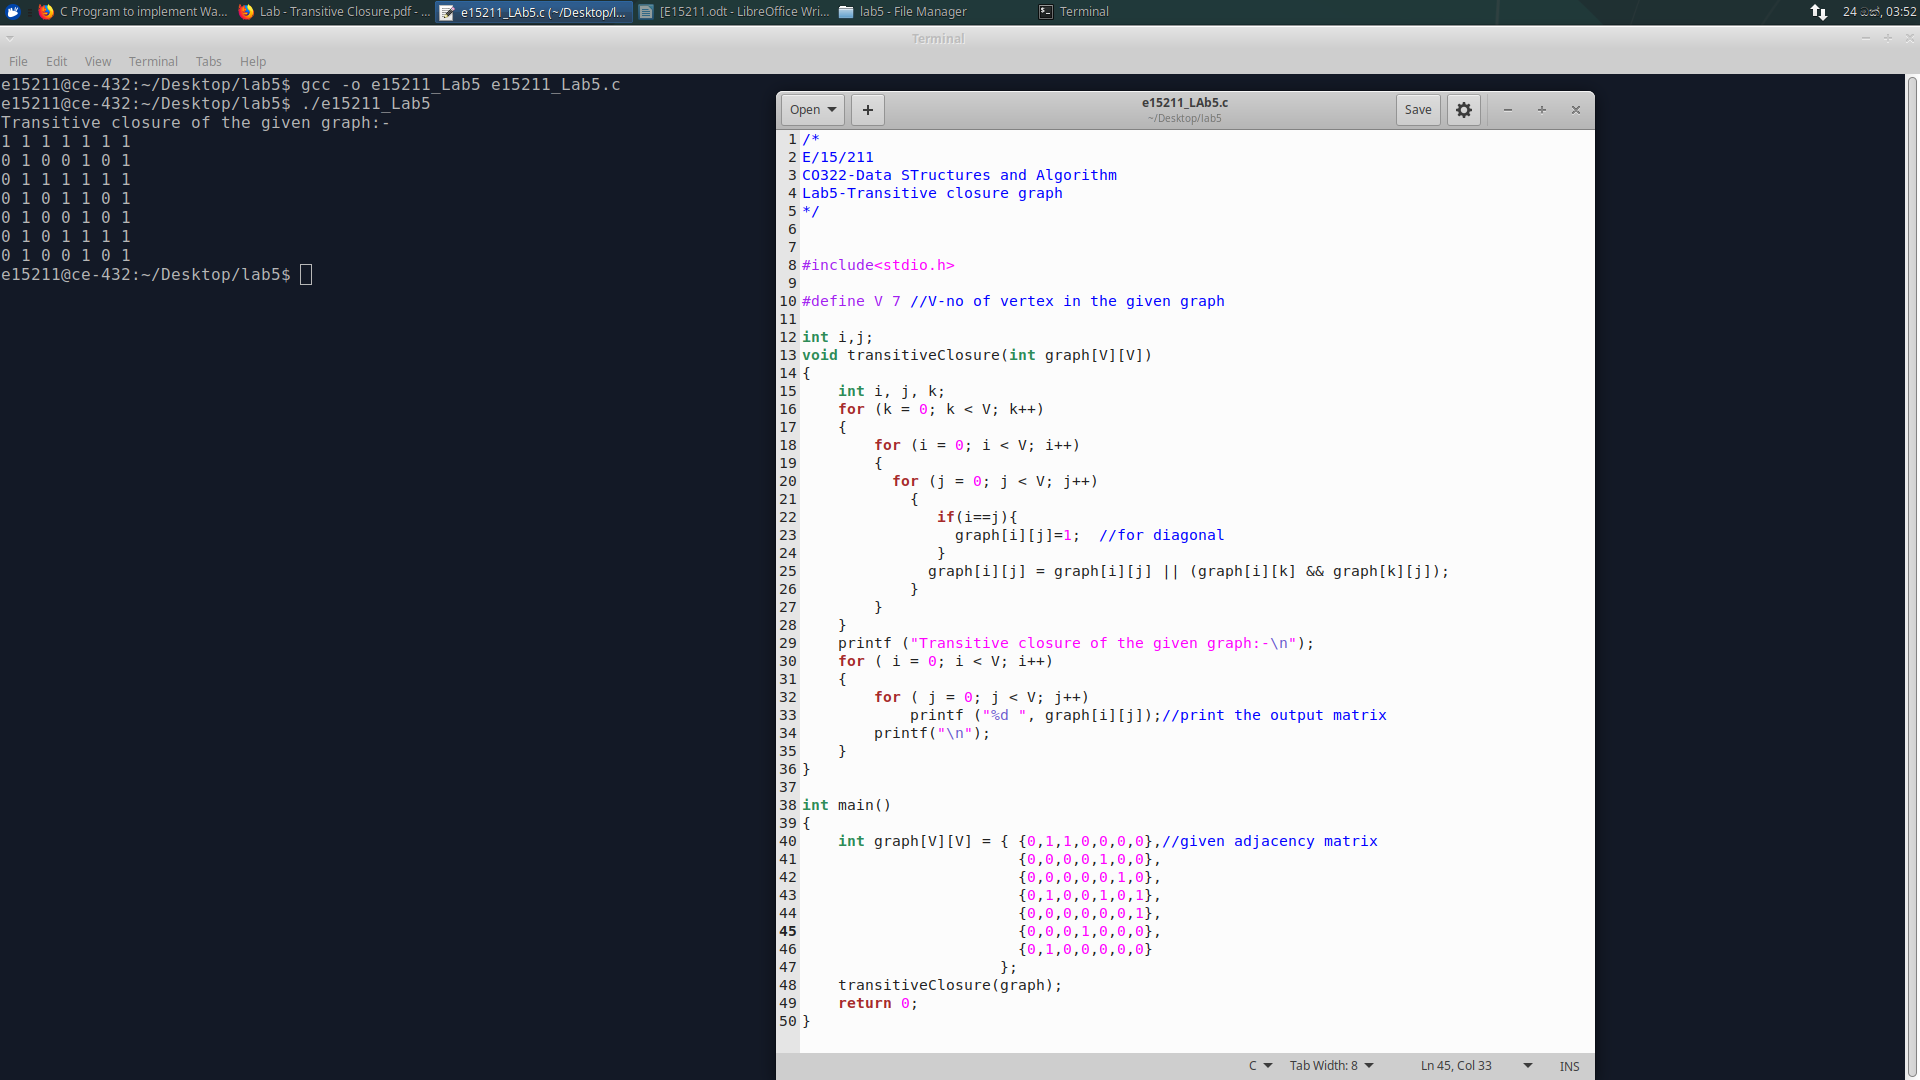 C Program to implement Wa...
Lab - Transitive Closure.pdf - ...
e15211_LAb5.c (~/Desktop/l...
[E15211.odt - LibreOffice Wri...
lab5 - File Manager
Terminal
24 ඔක්, 03:52
Terminal
File Edit View Terminal Tabs Help
e15211@ce-432:~/Desktop/lab5$ gcc -o e15211_Lab5 e15211_Lab5.c
e15211@ce-432:~/Desktop/lab5$ ./e15211_Lab5
Transitive closure of the given graph:-
1 1 1 1 1 1 1
0 1 0 0 1 0 1
0 1 1 1 1 1 1
0 1 0 1 1 0 1
0 1 0 0 1 0 1
0 1 0 1 1 1 1
0 1 0 0 1 0 1
e15211@ce-432:~/Desktop/lab5$
Open
e15211_LAb5.c
~/Desktop/lab5
Save
1 /*
2 E/15/211
3 CO322-Data STructures and Algorithm
4 Lab5-Transitive closure graph
5 */
6
7
8 #include<stdio.h>
9
10 #define V 7 //V-no of vertex in the given graph
11
12 int i,j;
13 void transitiveClosure(int graph[V][V])
14 {
15     int i, j, k;
16     for (k = 0; k < V; k++)
17     {
18         for (i = 0; i < V; i++)
19         {
20           for (j = 0; j < V; j++)
21             {
22                if(i==j){
23                  graph[i][j]=1;  //for diagonal
24                }
25               graph[i][j] = graph[i][j] || (graph[i][k] && graph[k][j]);
26             }
27         }
28     }
29     printf ("Transitive closure of the given graph:-\n");
30     for ( i = 0; i < V; i++)
31     {
32         for ( j = 0; j < V; j++)
33             printf ("%d ", graph[i][j]);//print the output matrix
34         printf("\n");
35     }
36 }
37
38 int main()
39 {
40     int graph[V][V] = { {0,1,1,0,0,0,0},//given adjacency matrix
41                         {0,0,0,0,1,0,0},
42                         {0,0,0,0,0,1,0},
43                         {0,1,0,0,1,0,1},
44                         {0,0,0,0,0,0,1},
45                         {0,0,0,1,0,0,0},
46                         {0,1,0,0,0,0,0}
47                       };
48     transitiveClosure(graph);
49     return 0;
50 }
C Tab Width: 8 Ln 45, Col 33 INS